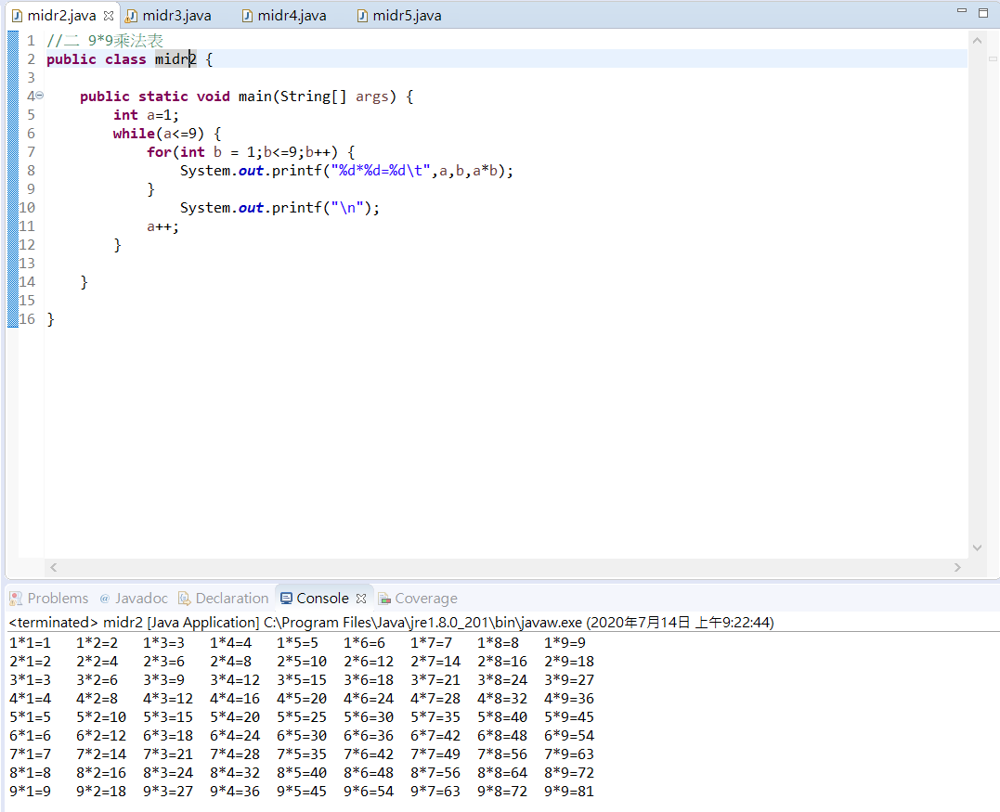 midr2.java midr3.java midr4.java midr5.java
1 //二 9*9乘法表
2 public class midr2 {
3
4 public static void main(String[] args) {
5 int a=1;
6 while(a<=9) {
7 for(int b = 1;b<=9;b++) {
8 System.out.printf("%d*%d=%d\t",a,b,a*b);
9 }
10 System.out.printf("\n");
11 a++;
12 }
13
14 }
15
16 }
Problems @ Javadoc Declaration Console Coverage
<terminated> midr2 [Java Application] C:\Program Files\Java\jre1.8.0_201\bin\javaw.exe (2020年7月14日 上午9:22:44)
1*1=1 1*2=2 1*3=3 1*4=4 1*5=5 1*6=6 1*7=7 1*8=8 1*9=9
2*1=2 2*2=4 2*3=6 2*4=8 2*5=10 2*6=12 2*7=14 2*8=16 2*9=18
3*1=3 3*2=6 3*3=9 3*4=12 3*5=15 3*6=18 3*7=21 3*8=24 3*9=27
4*1=4 4*2=8 4*3=12 4*4=16 4*5=20 4*6=24 4*7=28 4*8=32 4*9=36
5*1=5 5*2=10 5*3=15 5*4=20 5*5=25 5*6=30 5*7=35 5*8=40 5*9=45
6*1=6 6*2=12 6*3=18 6*4=24 6*5=30 6*6=36 6*7=42 6*8=48 6*9=54
7*1=7 7*2=14 7*3=21 7*4=28 7*5=35 7*6=42 7*7=49 7*8=56 7*9=63
8*1=8 8*2=16 8*3=24 8*4=32 8*5=40 8*6=48 8*7=56 8*8=64 8*9=72
9*1=9 9*2=18 9*3=27 9*4=36 9*5=45 9*6=54 9*7=63 9*8=72 9*9=81